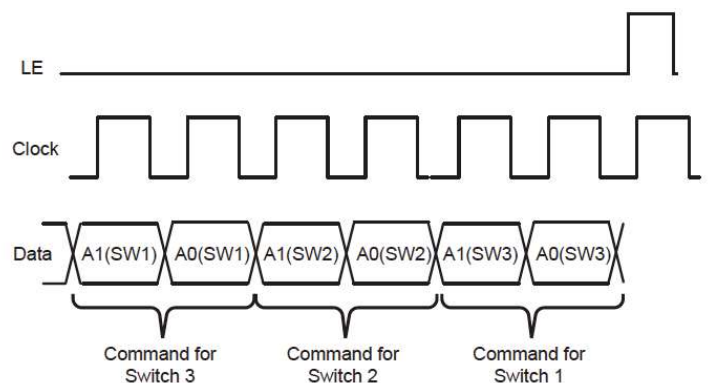 LE
Clock
Data
A1(SW1) A0(SW1) A1(SW2) A0(SW2) A1(SW3) A0(SW3)
Command for
Switch 3
Command for
Switch 2
Command for
Switch 1